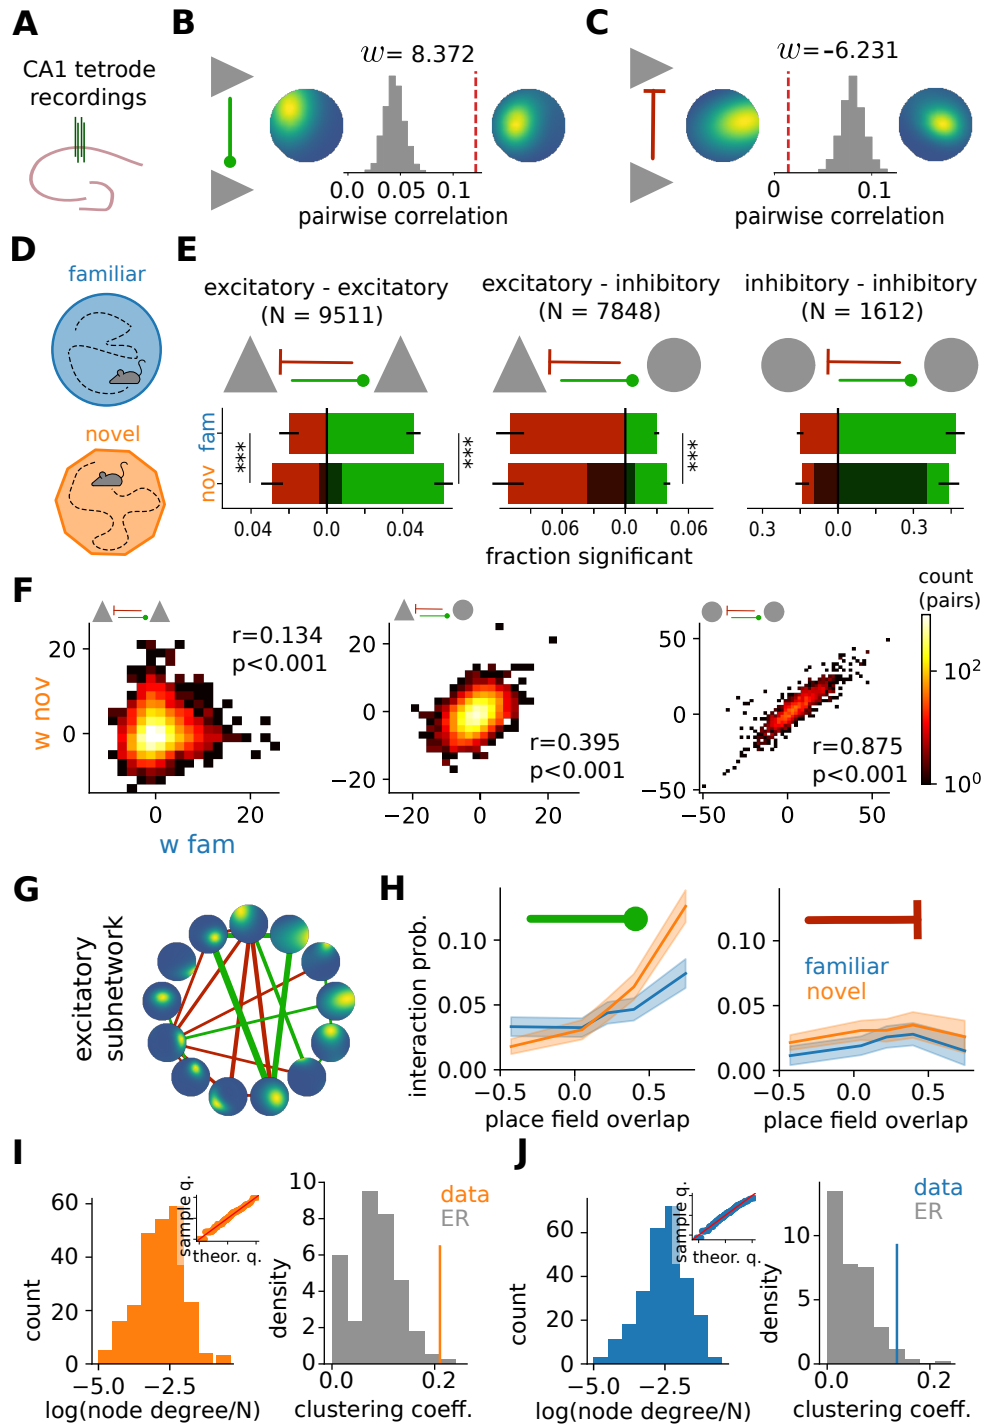 A
CA1 tetrode
recordings
B
w= 8.372
0.0 0.05 0.1
pairwise correlation
C
w=-6.231
0 0.1
pairwise correlation
D
familiar
novel
E
excitatory - excitatory
(N = 9511)
excitatory - inhibitory
(N = 7848)
inhibitory - inhibitory
(N = 1612)
fam
nov
***
***
***
0.04 0.0 0.04
0.06 0.0 0.06
0.3 0.0 0.3
fraction significant
F
20
0
w nov
r=0.134
p<0.001
0 25
w fam
20
0
−20
r=0.395
p<0.001
−20 0 20
50
0
−50
r=0.875
p<0.001
−50 0 50
count
(pairs)
10²
10⁰
G
excitatory
subnetwork
H
interaction prob.
0.10
0.05
0.00
−0.5 0.0 0.5
place field overlap
0.10
0.05
0.00
familiar
novel
−0.5 0.0 0.5
place field overlap
I
60
40
20
0
count
sample q.
theor. q.
−5.0 −2.5
log(node degree/N)
10
8
6
4
2
0
density
data
ER
0.0 0.2
clustering coeff.
J
60
40
20
0
count
sample q.
theor. q.
−5.0 −2.5
log(node degree/N)
10
5
0
density
data
ER
0.0 0.2
clustering coeff.